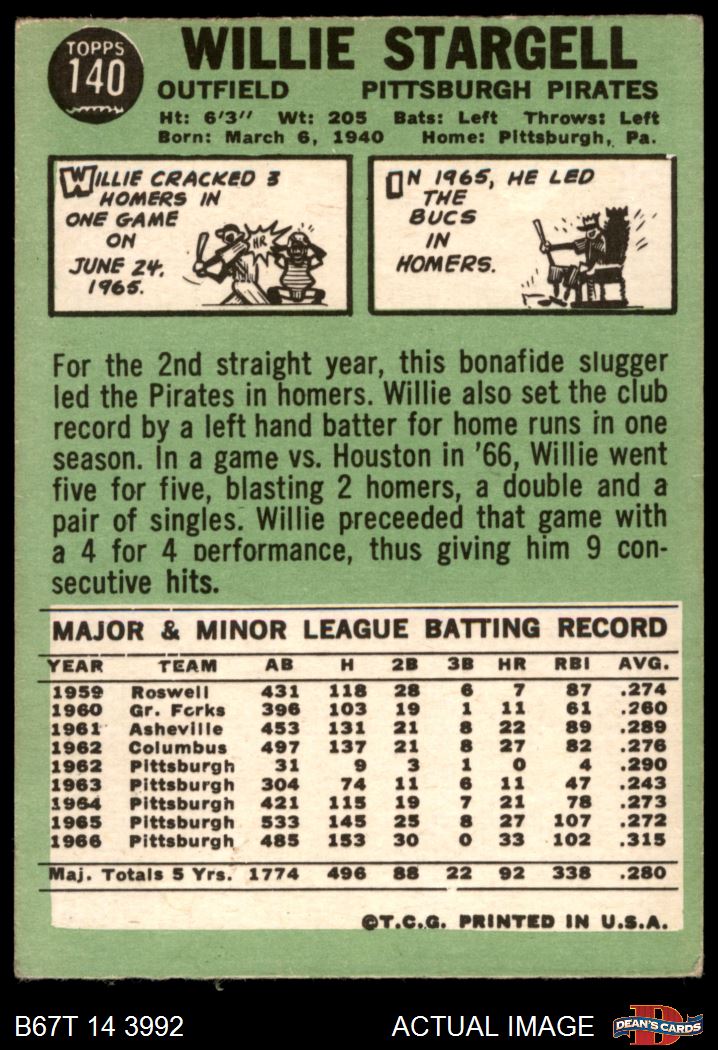 TOPPS
140
WILLIE STARGELL
OUTFIELD PITTSBURGH PIRATES
Ht: 6'3" Wt: 205 Bats: Left Throws: Left
Born: March 6, 1940 Home: Pittsburgh, Pa.
WILLIE CRACKED 3
HOMERS IN
ONE GAME
ON
JUNE 24,
1965.
HR
IN 1965, HE LED
THE
BUCS
IN
HOMERS.
For the 2nd straight year, this bonafide slugger
led the Pirates in homers. Willie also set the club
record by a left hand batter for home runs in one
season. In a game vs. Houston in '66, Willie went
five for five, blasting 2 homers, a double and a
pair of singles. Willie preceeded that game with
a 4 for 4 performance, thus giving him 9 con-
secutive hits.
MAJOR & MINOR LEAGUE BATTING RECORD
YEAR TEAM AB H 2B 3B HR RBI AVG.
1959 Roswell 431 118 28 6 7 87 .274
1960 Gr. Forks 396 103 19 1 11 61 .260
1961 Asheville 453 131 21 8 22 89 .289
1962 Columbus 497 137 21 8 27 82 .276
1962 Pittsburgh 31 9 3 1 0 4 .290
1963 Pittsburgh 304 74 11 6 11 47 .243
1964 Pittsburgh 421 115 19 7 21 78 .273
1965 Pittsburgh 533 145 25 8 27 107 .272
1966 Pittsburgh 485 153 30 0 33 102 .315
Maj. Totals 5 Yrs. 1774 496 88 22 92 338 .280
©T.C.G. PRINTED IN U.S.A.
B67T 14 3992 ACTUAL IMAGE
D
DEAN'S CARDS